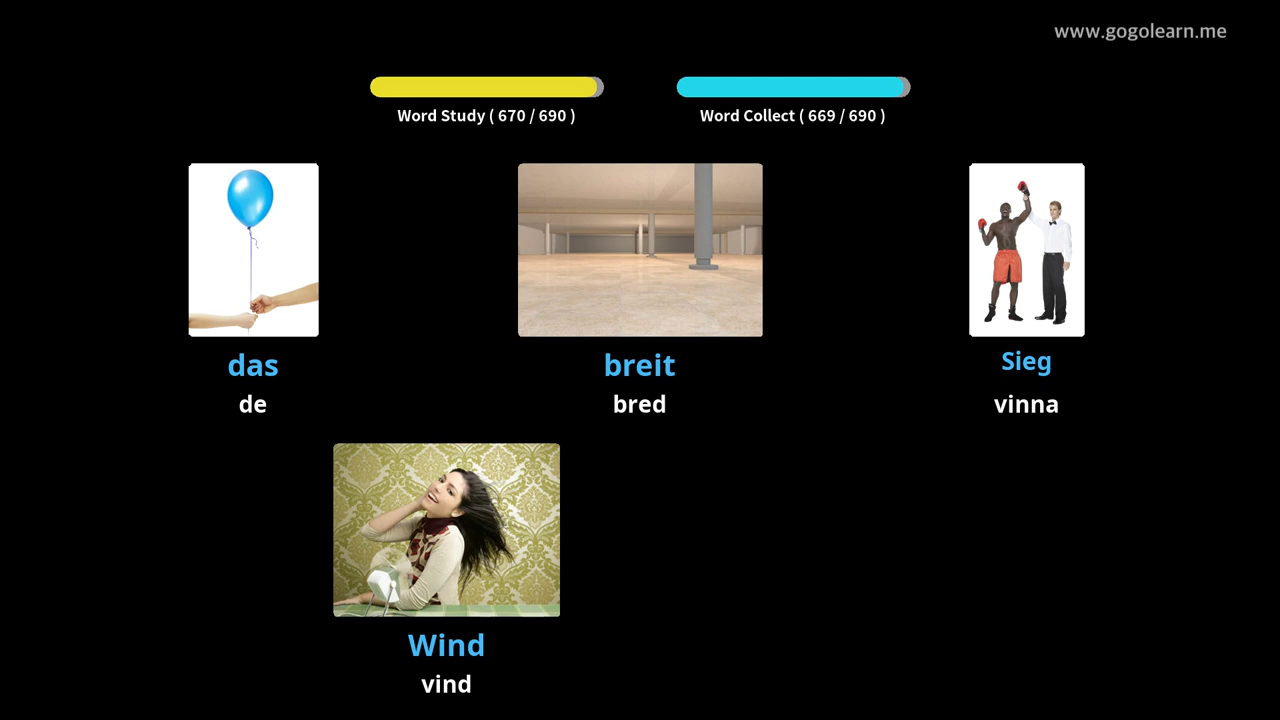 www.gogolearn.me
Word Study ( 670 / 690 )
Word Collect ( 669 / 690 )
das
breit
Sieg
de
bred
vinna
Wind
vind